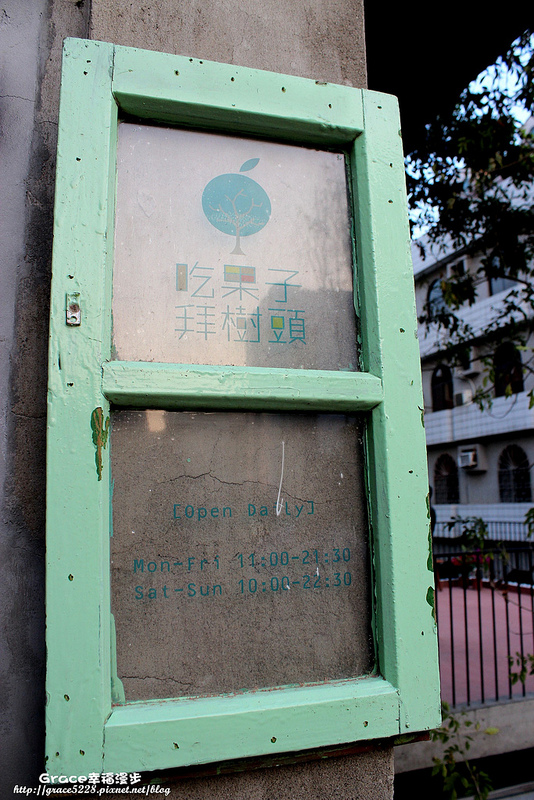 吃果子
拜樹頭
[Open Daily]
Mon-Fri 11:00-21:30
Sat-Sun 10:00-22:30
Grace幸福漫步
http://grace5228.pixnet.net/blog